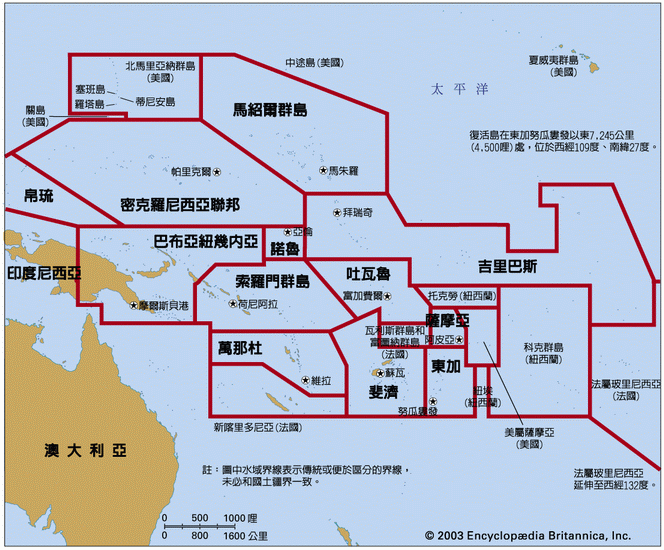 北馬里亞納群島
(美國)
中途島(美國)
夏威夷群島
(美國)
塞班島
羅塔島
蒂尼安島
關島
(美國)
太平洋
馬紹爾群島
復活島在東加努瓜婁發以東7,245公里
(4,500哩)處，位於西經109度、南緯27度。
帕里克爾
馬朱羅
帛琉
密克羅尼西亞聯邦
拜瑞奇
亞倫
巴布亞紐幾內亞
諾魯
印度尼西亞
索羅門群島
吐瓦魯
吉里巴斯
富加費爾
托克勞(紐西蘭)
摩爾斯貝港
荷尼阿拉
薩摩亞
瓦利斯群島和
富圖納群島
(法國)
阿皮亞
萬那杜
東加
科克群島
(紐西蘭)
維拉
蘇瓦
斐濟
紐埃
(紐西蘭)
法屬玻里尼西亞
(法國)
努瓜婁發
新喀里多尼亞(法國)
美屬薩摩亞
(美國)
澳大利亞
註：圖中水域界線表示傳統或便於區分的界線，
未必和國土疆界一致。
法屬玻里尼西亞
延伸至西經132度。
0 500 1000 哩
0 800 1600 公里
© 2003 Encyclopædia Britannica, Inc.